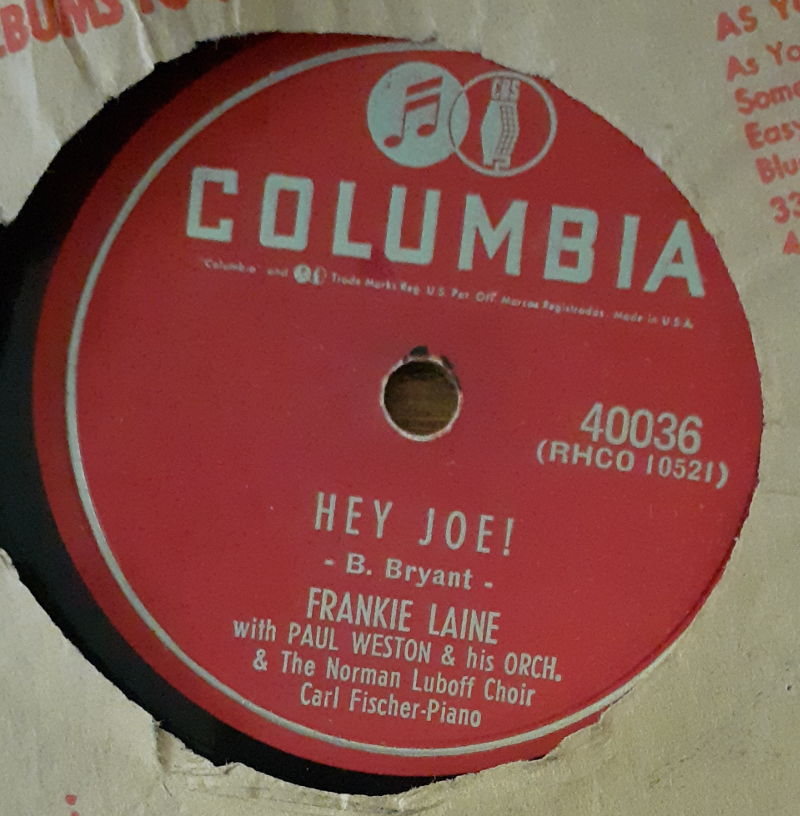 LBUMS
As Yo
As Yo
Some
Easy
Blu
33
A
CBS
COLUMBIA
"Columbia" and Trade Marks Reg. U.S. Pat. Off. Marcas Registradas Made in U.S.A.
40036
(RHCO 10521)
HEY JOE!
- B. Bryant -
FRANKIE LAINE
with PAUL WESTON & his ORCH.
& The Norman Luboff Choir
Carl Fischer-Piano